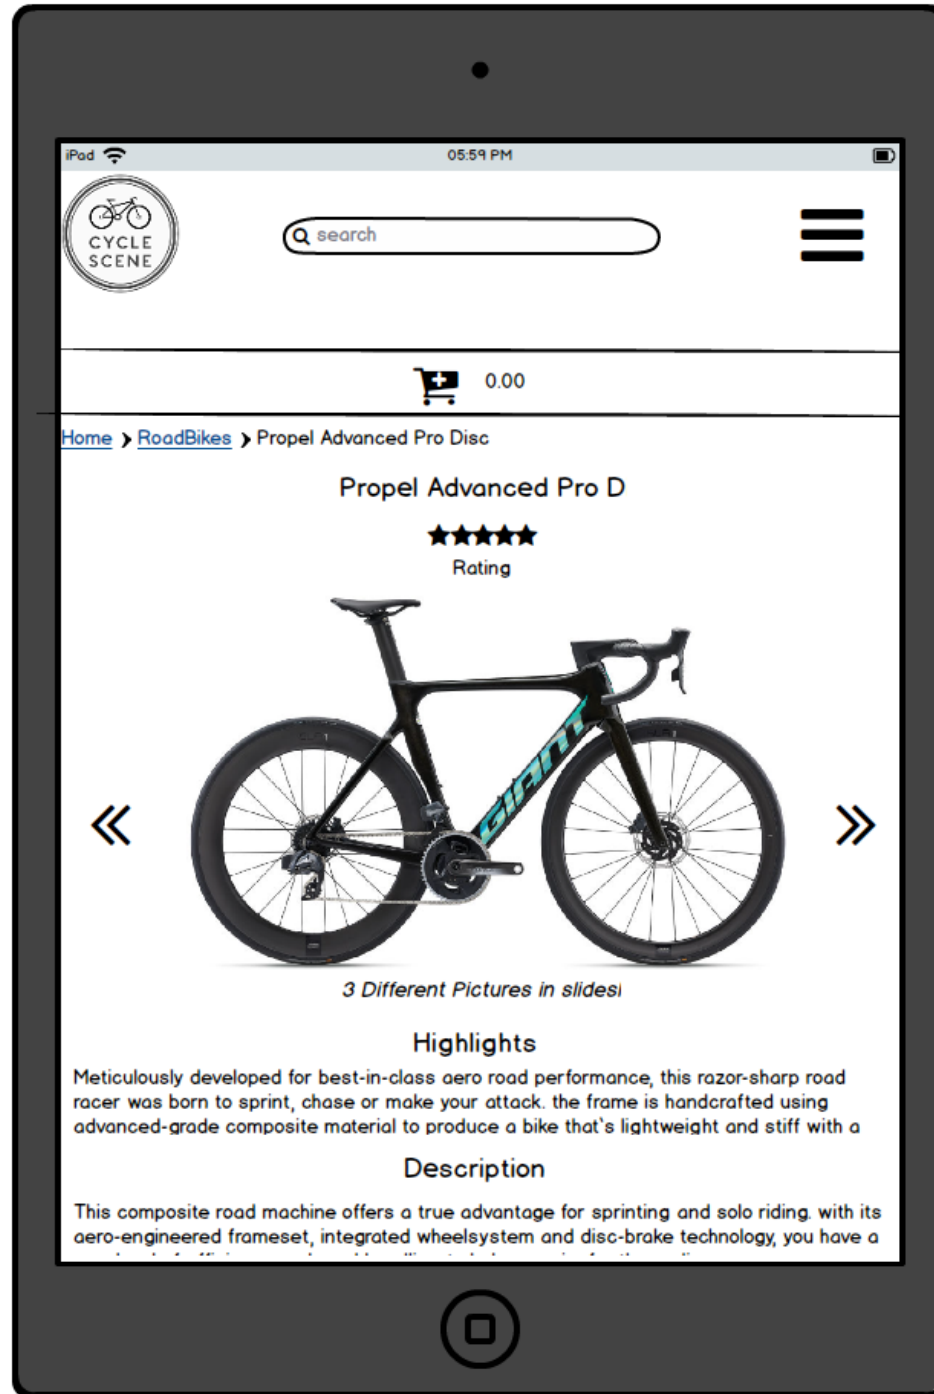 iPad 05:59 PM
CYCLE
SCENE
search
0.00
Home RoadBikes Propel Advanced Pro Disc
Propel Advanced Pro D
Rating
GIANT
3 Different Pictures in slides!
Highlights
Meticulously developed for best-in-class aero road performance, this razor-sharp road
racer was born to sprint, chase or make your attack. the frame is handcrafted using
advanced-grade composite material to produce a bike that`s lightweight and stiff with a
Description
This composite road machine offers a true advantage for sprinting and solo riding. with its
aero-engineered frameset, integrated wheelsystem and disc-brake technology, you have a